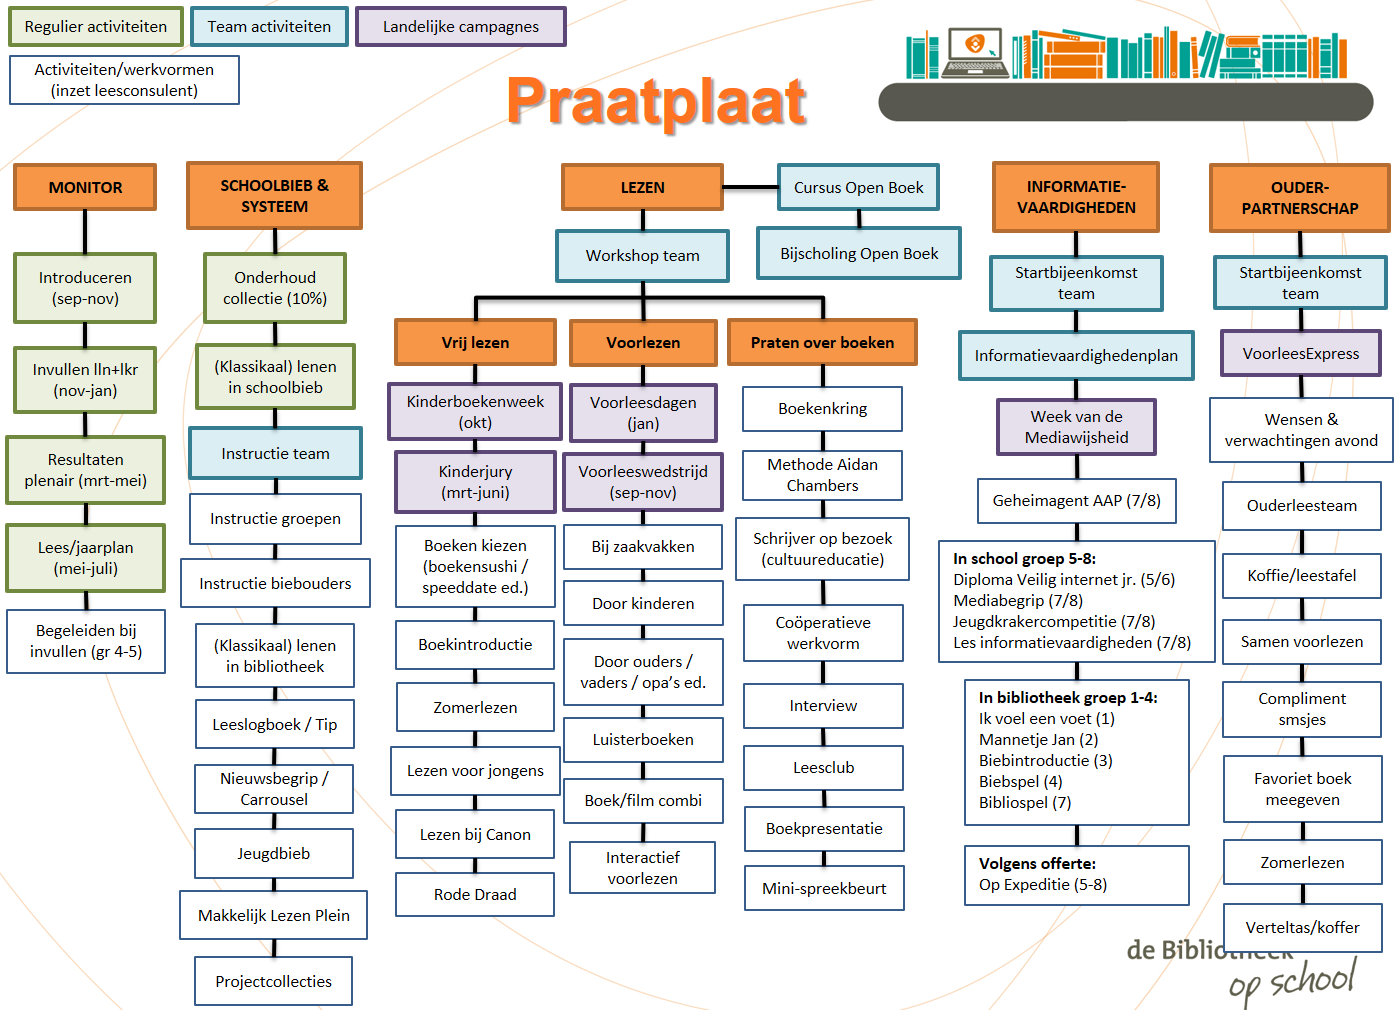 Regulier activiteiten
Team activiteiten
Landelijke campagnes
Activiteiten/werkvormen
(inzet leesconsulent)
Praatplaat
MONITOR
Introduceren
(sep-nov)
Invullen lln+lkr
(nov-jan)
Resultaten
plenair (mrt-mei)
Lees/jaarplan
(mei-juli)
Begeleiden bij
invullen (gr 4-5)
SCHOOLBIEB &
SYSTEEM
Onderhoud
collectie (10%)
(Klassikaal) lenen
in schoolbieb
Instructie team
Instructie groepen
Instructie biebouders
(Klassikaal) lenen
in bibliotheek
Leeslogboek / Tip
Nieuwsbegrip /
Carrousel
Jeugdbieb
Makkelijk Lezen Plein
Projectcollecties
LEZEN
Cursus Open Boek
Workshop team
Bijscholing Open Boek
Vrij lezen
Kinderboekenweek
(okt)
Kinderjury
(mrt-juni)
Boeken kiezen
(boekensushi /
speeddate ed.)
Boekintroductie
Zomerlezen
Lezen voor jongens
Lezen bij Canon
Rode Draad
Voorlezen
Voorleesdagen
(jan)
Voorleeswedstrijd
(sep-nov)
Bij zaakvakken
Door kinderen
Door ouders /
vaders / opa's ed.
Luisterboeken
Boek/film combi
Interactief
voorlezen
Praten over boeken
Boekenkring
Methode Aidan
Chambers
Schrijver op bezoek
(cultuureducatie)
Coöperatieve
werkvorm
Interview
Leesclub
Boekpresentatie
Mini-spreekbeurt
INFORMATIE-
VAARDIGHEDEN
Startbijeenkomst
team
Informatievaardighedenplan
Week van de
Mediawijsheid
Geheimagent AAP (7/8)
In school groep 5-8:
Diploma Veilig internet jr. (5/6)
Mediabegrip (7/8)
Jeugdkrakercompetitie (7/8)
Les informatievaardigheden (7/8)
In bibliotheek groep 1-4:
Ik voel een voet (1)
Mannetje Jan (2)
Biebintroductie (3)
Biebspel (4)
Bibliospel (7)
Volgens offerte:
Op Expeditie (5-8)
OUDER-
PARTNERSCHAP
Startbijeenkomst
team
VoorleesExpress
Wensen &
verwachtingen avond
Ouderleesteam
Koffie/leestafel
Samen voorlezen
Compliment
smsjes
Favoriet boek
meegeven
Zomerlezen
Verteltas/koffer
de Bibliotheek
op school